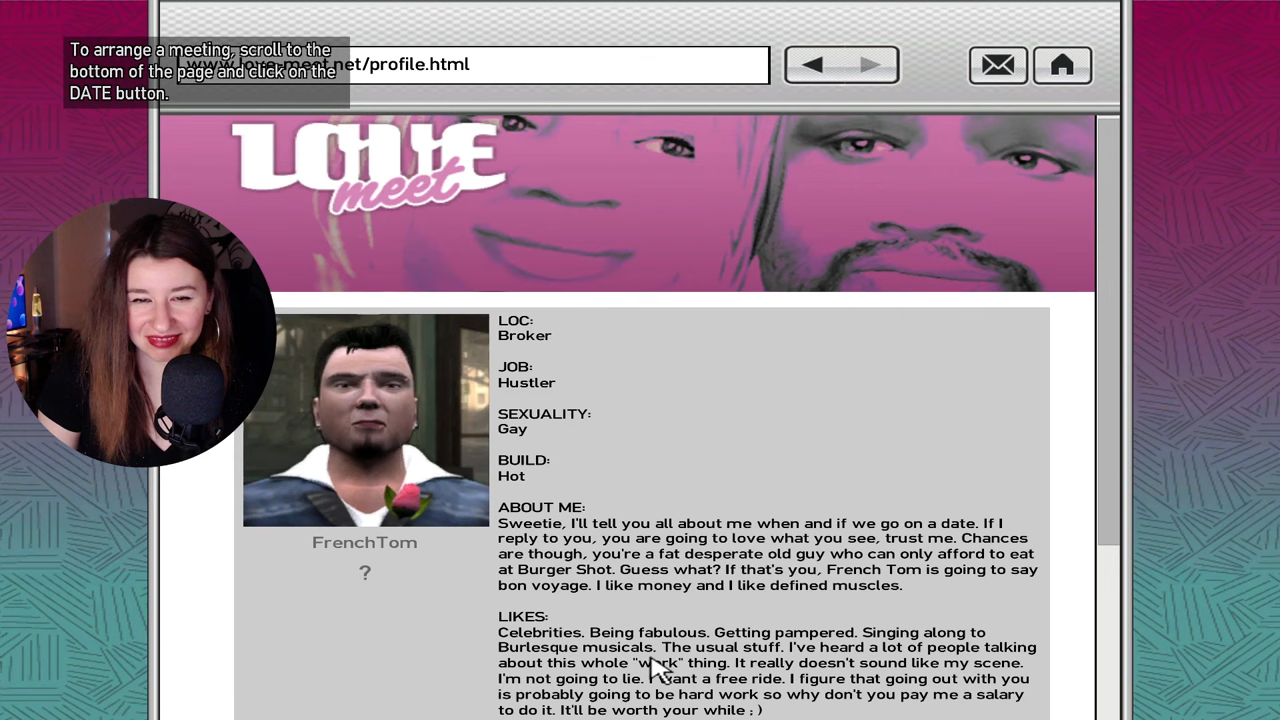 To arrange a meeting, scroll to the
bottom of the page and click on the
DATE button.
www.love-meet.net/profile.html
LOVE
meet
LOC:
Broker
JOB:
Hustler
SEXUALITY:
Gay
BUILD:
Hot
ABOUT ME:
Sweetie, I'll tell you all about me when and if we go on a date. If I
reply to you, you are going to love what you see, trust me. Chances
are though, you're a fat desperate old guy who can only afford to eat
at Burger Shot. Guess what? If that's you, French Tom is going to say
bon voyage. I like money and I like defined muscles.
FrenchTom
?
LIKES:
Celebrities. Being fabulous. Getting pampered. Singing along to
Burlesque musicals. The usual stuff. I've heard a lot of people talking
about this whole "work" thing. It really doesn't sound like my scene.
I'm not going to lie. I want a free ride. I figure that going out with you
is probably going to be hard work so why don't you pay me a salary
to do it. It'll be worth your while ; )